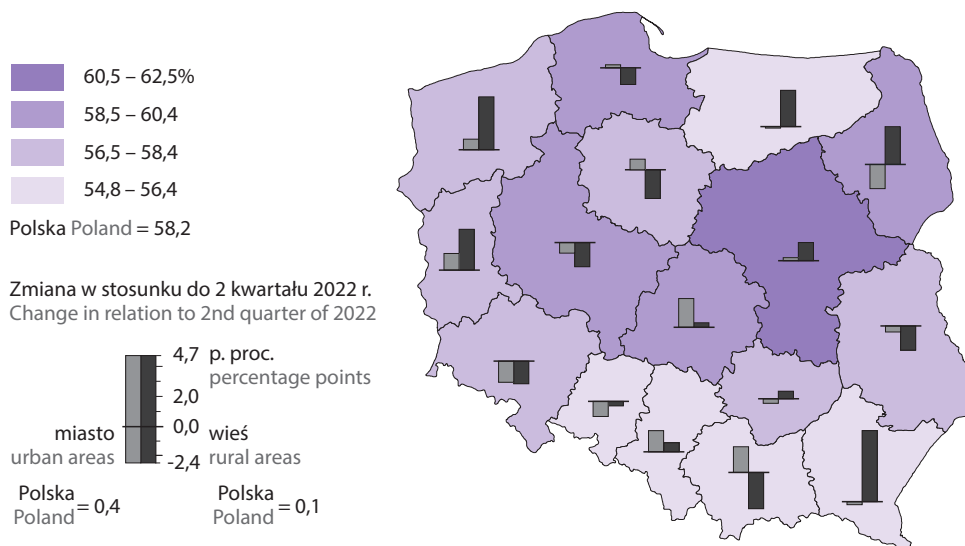 60,5 – 62,5%
58,5 – 60,4
56,5 – 58,4
54,8 – 56,4
Polska Poland = 58,2
Zmiana w stosunku do 2 kwartału 2022 r.
Change in relation to 2nd quarter of 2022
4,7 p. proc.
percentage points
2,0
miasto 0,0 wieś
urban areas -2,4 rural areas
Polska
Poland = 0,4
Polska
Poland = 0,1